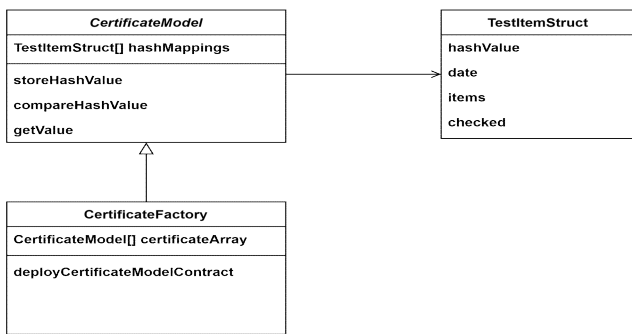 CertificateModel
TestItemStruct[] hashMappings
storeHashValue
compareHashValue
getValue
TestItemStruct
hashValue
date
items
checked
CertificateFactory
CertificateModel[] certificateArray
deployCertificateModelContract